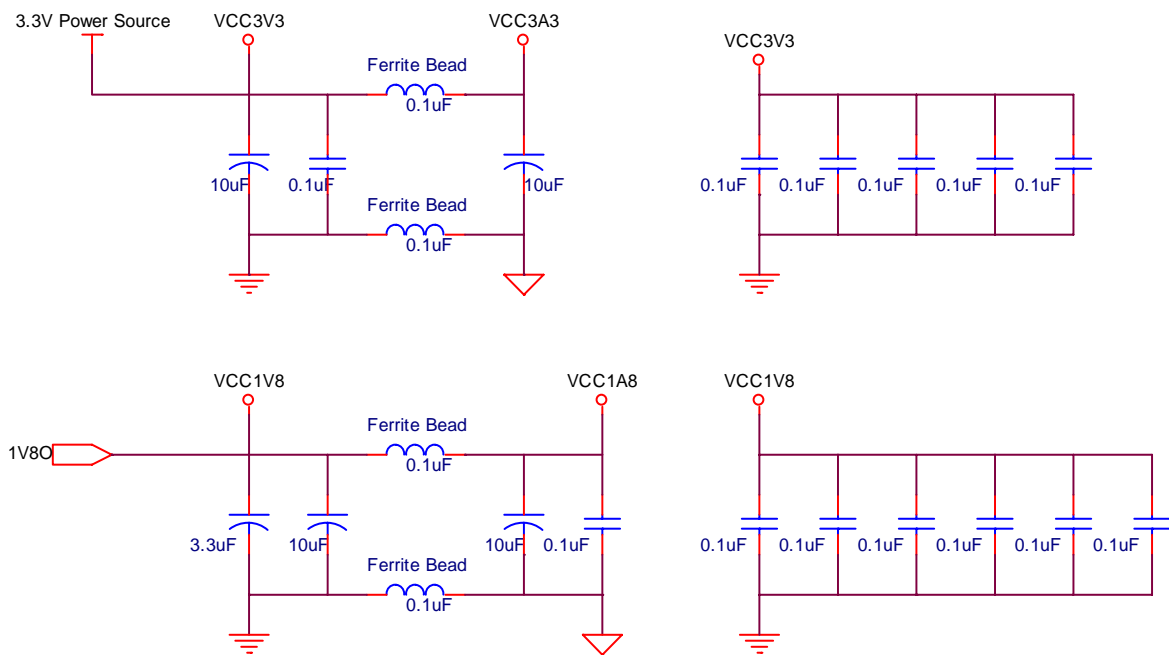 3.3V Power Source
VCC3V3
VCC3A3
VCC3V3
Ferrite Bead
0.1uF
10uF
0.1uF
10uF
Ferrite Bead
0.1uF
0.1uF
0.1uF
0.1uF
0.1uF
0.1uF
VCC1V8
VCC1A8
VCC1V8
1V8O
Ferrite Bead
0.1uF
3.3uF
10uF
10uF
0.1uF
Ferrite Bead
0.1uF
0.1uF
0.1uF
0.1uF
0.1uF
0.1uF
0.1uF